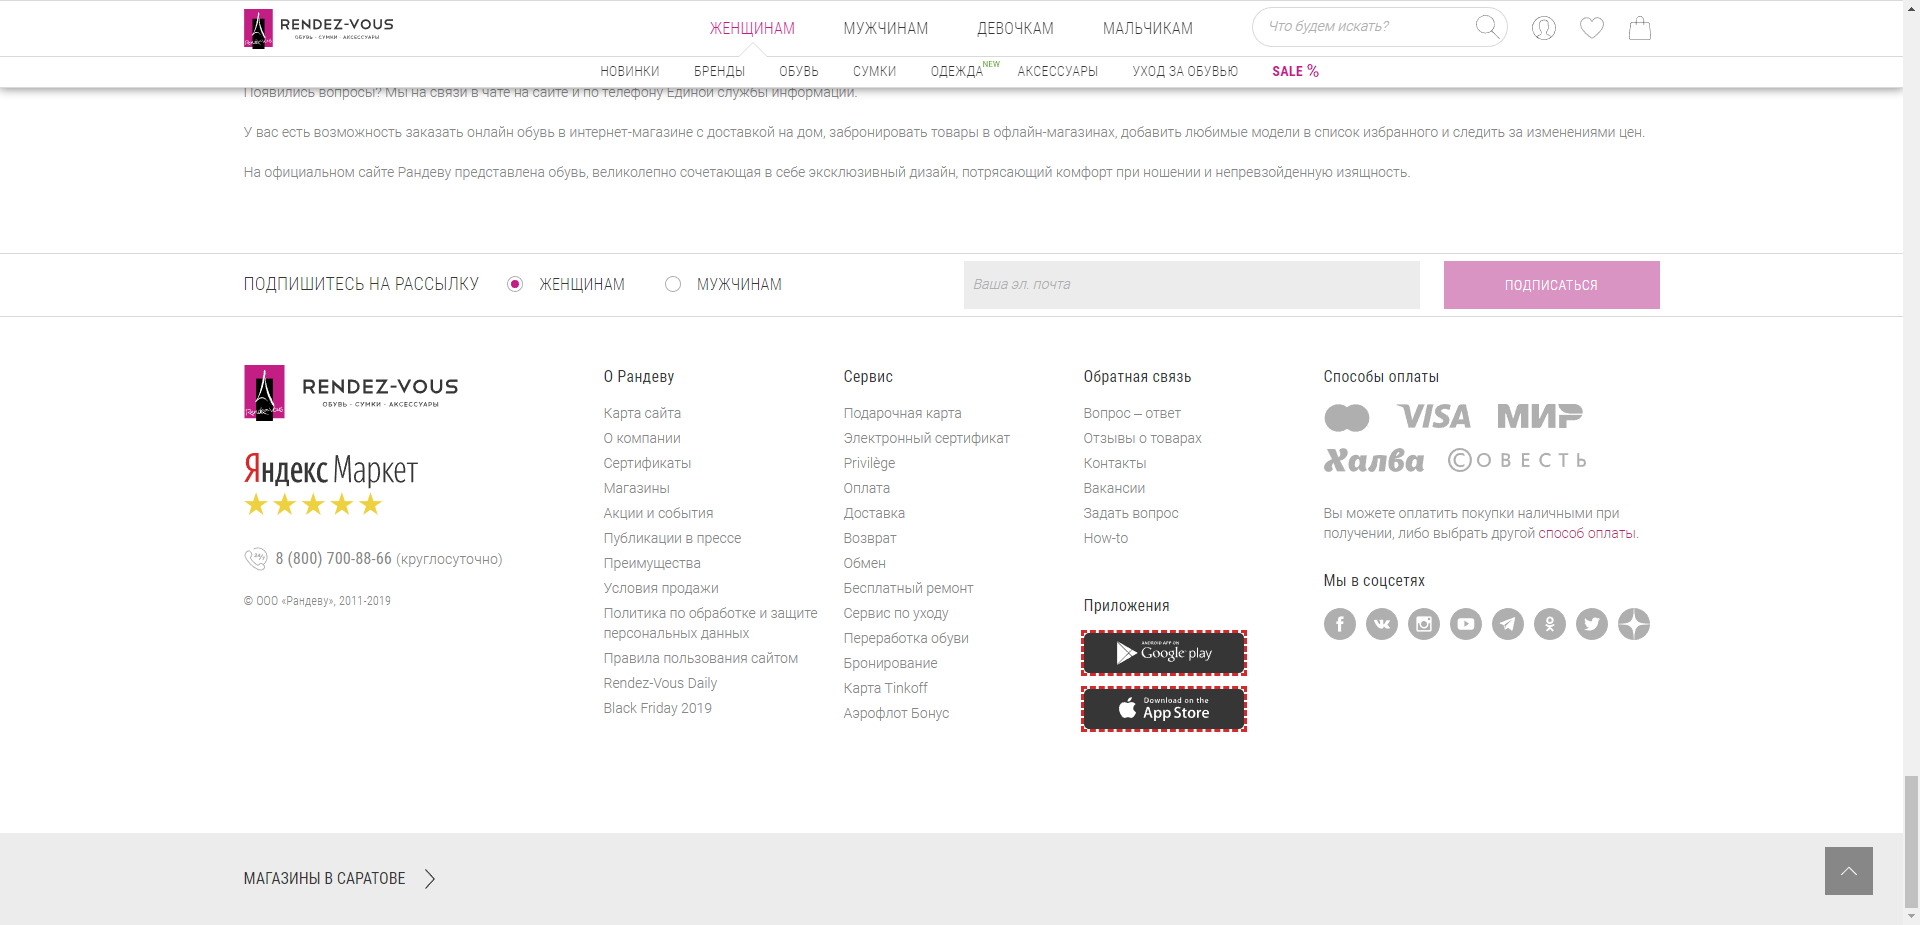 RENDEZ-VOUS
ОБУВЬ · СУМКИ · АКСЕССУАРЫ
ЖЕНЩИНАМ
МУЖЧИНАМ
ДЕВОЧКАМ
МАЛЬЧИКАМ
Что будем искать?
НОВИНКИ
БРЕНДЫ
ОБУВЬ
СУМКИ
ОДЕЖДА NEW
АКСЕССУАРЫ
УХОД ЗА ОБУВЬЮ
SALE %
Появились вопросы? Мы на связи в чате на сайте и по телефону Единой службы информации.
У вас есть возможность заказать онлайн обувь в интернет-магазине с доставкой на дом, забронировать товары в офлайн-магазинах, добавить любимые модели в список избранного и следить за изменениями цен.
На официальном сайте Рандеву представлена обувь, великолепно сочетающая в себе эксклюзивный дизайн, потрясающий комфорт при ношении и непревзойденную изящность.
ПОДПИШИТЕСЬ НА РАССЫЛКУ
ЖЕНЩИНАМ
МУЖЧИНАМ
Ваша эл. почта
ПОДПИСАТЬСЯ
Rendez-vous
RENDEZ-VOUS
ОБУВЬ · СУМКИ · АКСЕССУАРЫ
Яндекс Маркет
24/7
8 (800) 700-88-66 (круглосуточно)
© ООО «Рандеву», 2011-2019
О Рандеву
Карта сайта
О компании
Сертификаты
Магазины
Акции и события
Публикации в прессе
Преимущества
Условия продажи
Политика по обработке и защите
персональных данных
Правила пользования сайтом
Rendez-Vous Daily
Black Friday 2019
Сервис
Подарочная карта
Электронный сертификат
Privilège
Оплата
Доставка
Возврат
Обмен
Бесплатный ремонт
Сервис по уходу
Переработка обуви
Бронирование
Карта Tinkoff
Аэрофлот Бонус
Обратная связь
Вопрос – ответ
Отзывы о товарах
Контакты
Вакансии
Задать вопрос
How-to
Приложения
ANDROID APP ON
Google play
Download on the
App Store
Способы оплаты
VISA
МИР
Халва
СОВЕСТЬ
Вы можете оплатить покупки наличными при
получении, либо выбрать другой способ оплаты.
Мы в соцсетях
МАГАЗИНЫ В САРАТОВЕ